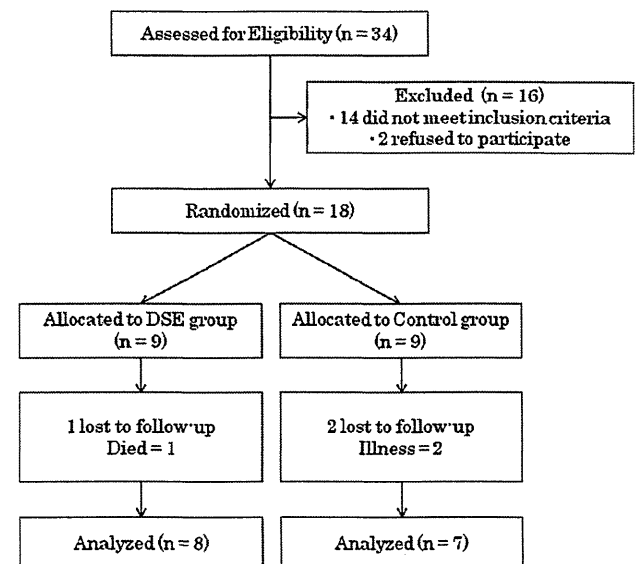 Assessed for Eligibility (n = 34)
Excluded (n = 16)
・14 did not meet inclusion criteria
・2 refused to participate
Randomized (n = 18)
Allocated to DSE group
(n = 9)
Allocated to Control group
(n = 9)
1 lost to follow-up
Died = 1
2 lost to follow-up
Illness = 2
Analyzed (n = 8)
Analyzed (n = 7)